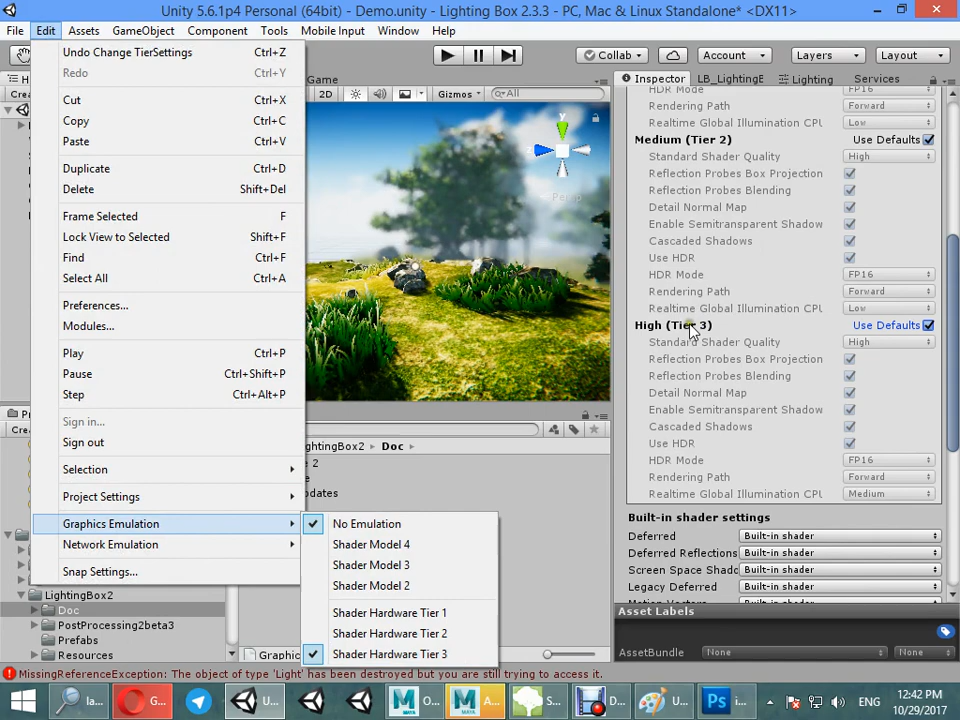 Unity 5.6.1p4 Personal (64bit) - Demo.unity - Lighting Box 2.3.3 - PC, Mac & Linux Standalone* <DX11>
File Edit Assets GameObject Component Tools Mobile Input Window Help
Collab Account Layers Layout
Undo Change TierSettings Ctrl+Z
Redo Ctrl+Y
Cut Ctrl+X
Copy Ctrl+C
Paste Ctrl+V
Duplicate Ctrl+D
Delete Shift+Del
Frame Selected F
Lock View to Selected Shift+F
Find Ctrl+F
Select All Ctrl+A
Preferences...
Modules...
Play Ctrl+P
Pause Ctrl+Shift+P
Step Ctrl+Alt+P
Sign in...
Sign out
Selection
Project Settings
Graphics Emulation
Network Emulation
Snap Settings...
No Emulation
Shader Model 4
Shader Model 3
Shader Model 2
Shader Hardware Tier 1
Shader Hardware Tier 2
Shader Hardware Tier 3
Game
2D Gizmos All
y
Persp
ghtingBox2 Doc
2
pdates
LightingBox2
Doc
PostProcessing2beta3
Prefabs
Resources
Graphic
Inspector LB_LightingE Lighting Services
HDR Mode FP16
Rendering Path Forward
Realtime Global Illumination CPU Low
Medium (Tier 2) Use Defaults
Standard Shader Quality High
Reflection Probes Box Projection
Reflection Probes Blending
Detail Normal Map
Enable Semitransparent Shadow
Cascaded Shadows
Use HDR
HDR Mode FP16
Rendering Path Forward
Realtime Global Illumination CPU Low
High (Tier 3) Use Defaults
Standard Shader Quality High
Reflection Probes Box Projection
Reflection Probes Blending
Detail Normal Map
Enable Semitransparent Shadow
Cascaded Shadows
Use HDR
HDR Mode FP16
Rendering Path Forward
Realtime Global Illumination CPU Medium
Built-in shader settings
Deferred Built-in shader
Deferred Reflections Built-in shader
Screen Space Shado Built-in shader
Legacy Deferred Built-in shader
Asset Labels
AssetBundle None None
MissingReferenceException: The object of type 'Light' has been destroyed but you are still trying to access it.
la... G... U... O... A... S... D... U... i... ENG
12:42 PM
10/29/2017